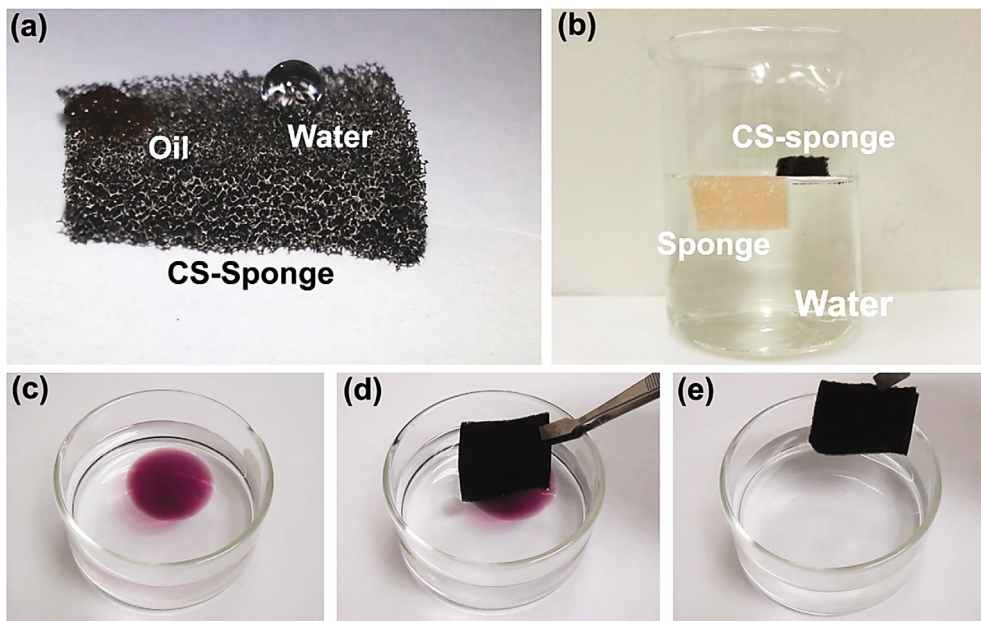 (a)
Oil
Water
CS-Sponge
(b)
CS-sponge
Sponge
Water
(c)
(d)
(e)